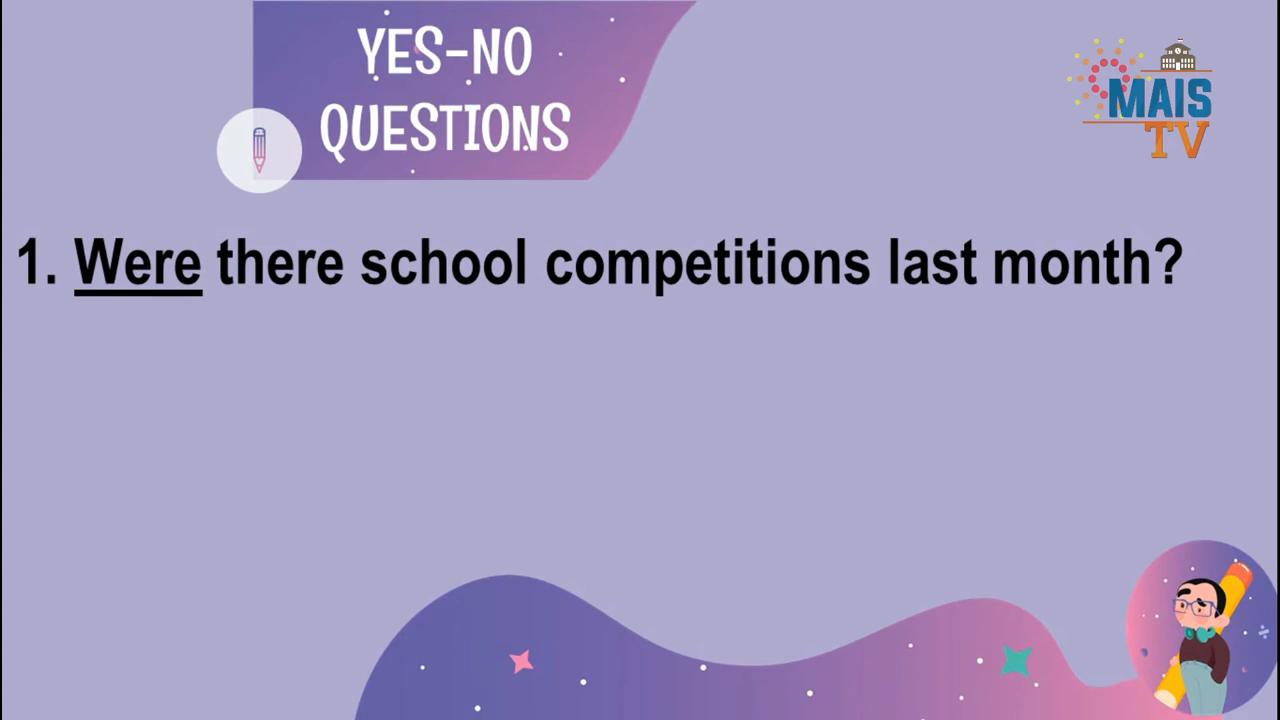 YES-NO
QUESTIONS
MAIS
TV
1. Were there school competitions last month?